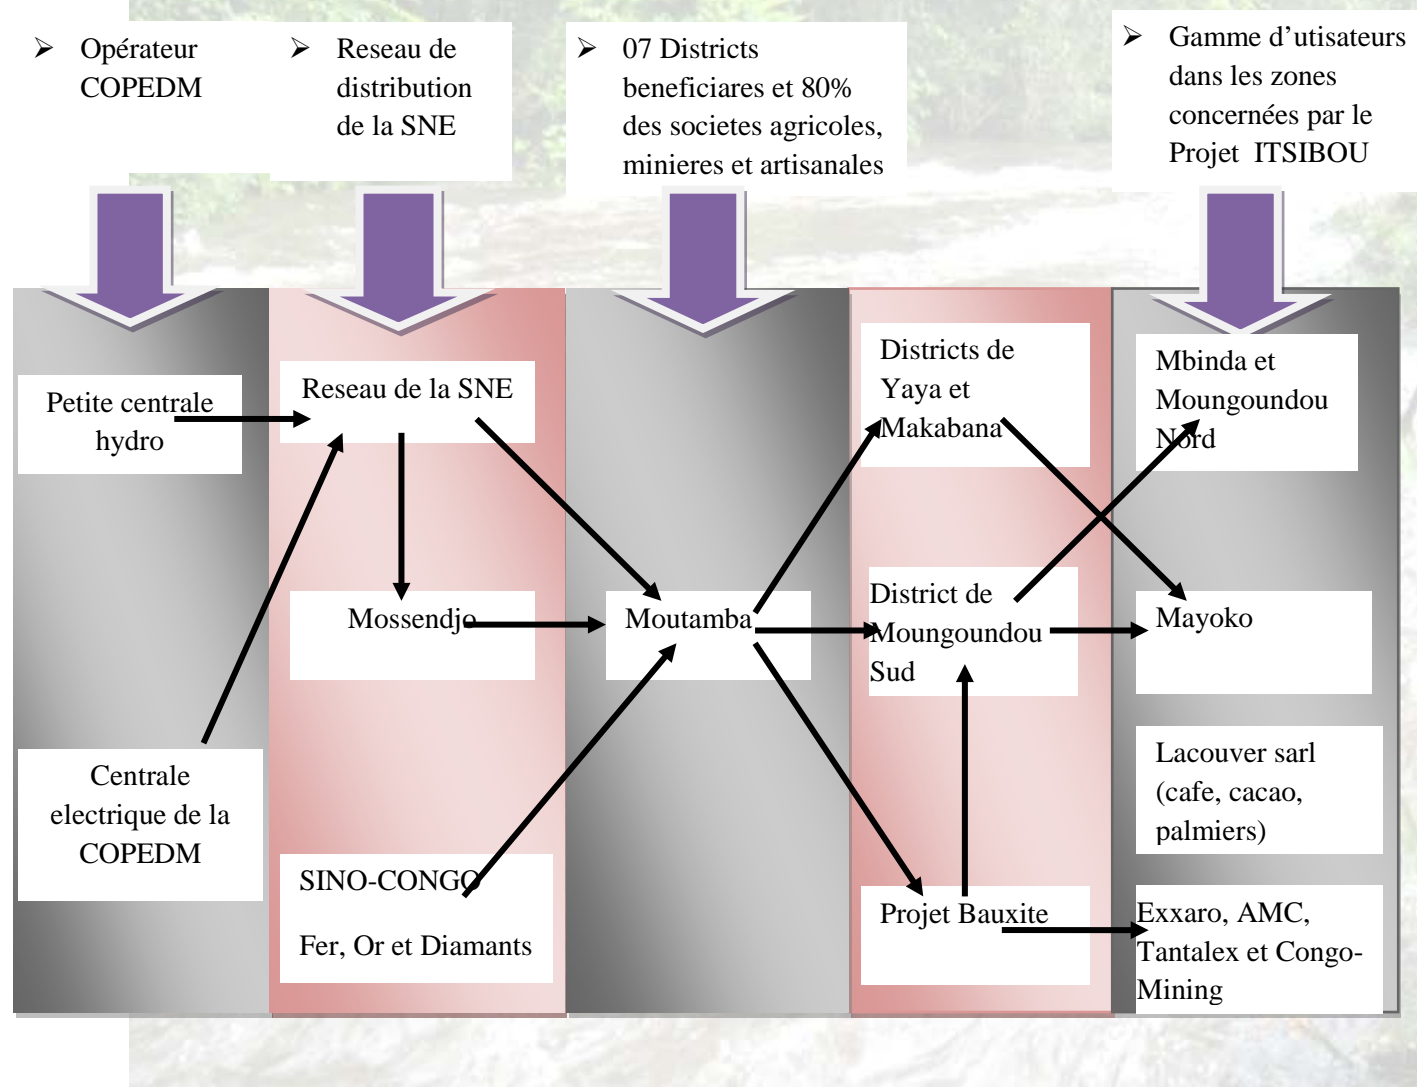 ➢ Opérateur
COPEDM
➢ Reseau de
distribution
de la SNE
➢ 07 Districts
beneficiares et 80%
des societes agricoles,
minieres et artisanales
➢ Gamme d’utisateurs
dans les zones
concernées par le
Projet ITSIBOU
Petite centrale
hydro
Centrale
electrique de la
COPEDM
Reseau de la SNE
Mossendjo
SINO-CONGO
Fer, Or et Diamants
Moutamba
Districts de
Yaya et
Makabana
District de
Moungoundou
Sud
Projet Bauxite
Mbinda et
Moungoundou
Nord
Mayoko
Lacouver sarl
(cafe, cacao,
palmiers)
Exxaro, AMC,
Tantalex et Congo-
Mining